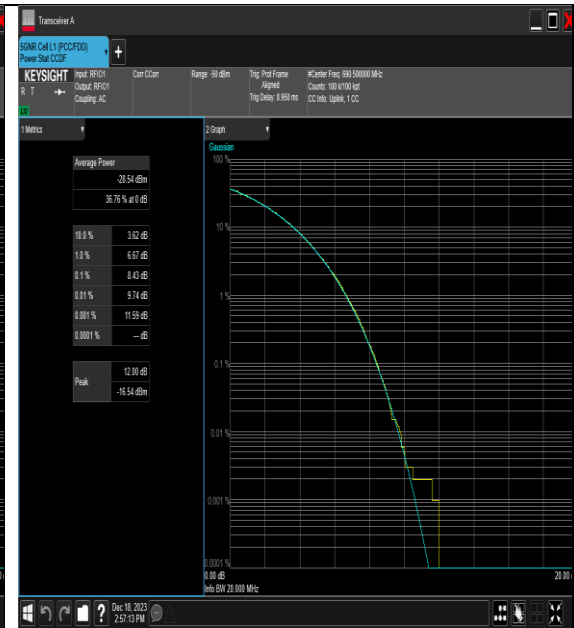 Transceiver A
5GNR Cell L1 (PCC/FDD)
Power Stat CCDF
+
KEYSIGHT
R T
Input: RFIO1
Output: RFIO1
Coupling: AC
Corr CCorr
Range: -50 dBm
Trig: Prot Frame
Aligned
Trig Delay: 8.950 ms
#Center Freq: 690.500000 MHz
Counts: 100 k/100 kpt
CC Info: Uplink, 1 CC
1 Metrics
Average Power
-28.54 dBm
36.76 % at 0 dB
10.0 % 3.62 dB
1.0 % 6.67 dB
0.1 % 8.43 dB
0.01 % 9.74 dB
0.001 % 11.59 dB
0.0001 % --- dB
Peak
12.00 dB
-16.54 dBm
2 Graph
Gaussian
100 %
10 %
1 %
0.1 %
0.01 %
0.001 %
0.0001 %
0.00 dB
20.00
Info BW 20.000 MHz
?
Dec 18, 2023
2:57:13 PM